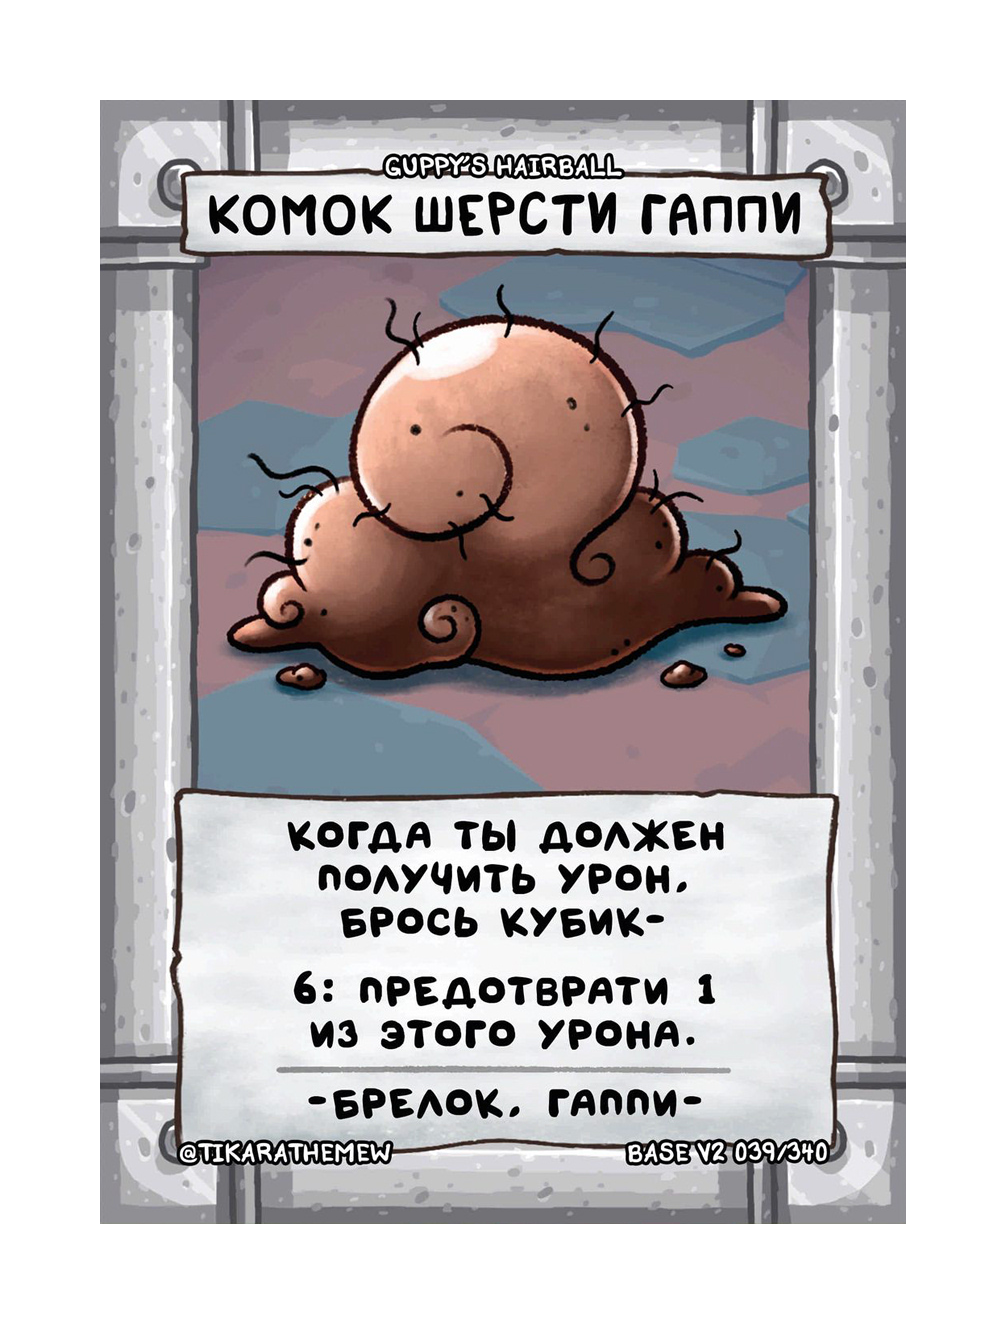 GUPPY'S HAIRBALL
КОМОК ШЕРСТИ ГАППИ
КОГДА ТЫ ДОЛЖЕН
ПОЛУЧИТЬ УРОН,
БРОСЬ КУБИК-
6: ПРЕДОТВРАТИ 1
ИЗ ЭТОГО УРОНА.
-БРЕЛОК, ГАППИ-
@TIKARATHEMEW
BASE V2 039/340